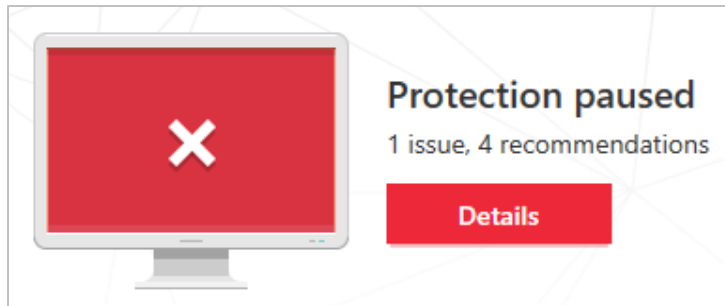 Protection paused
1 issue, 4 recommendations
Details